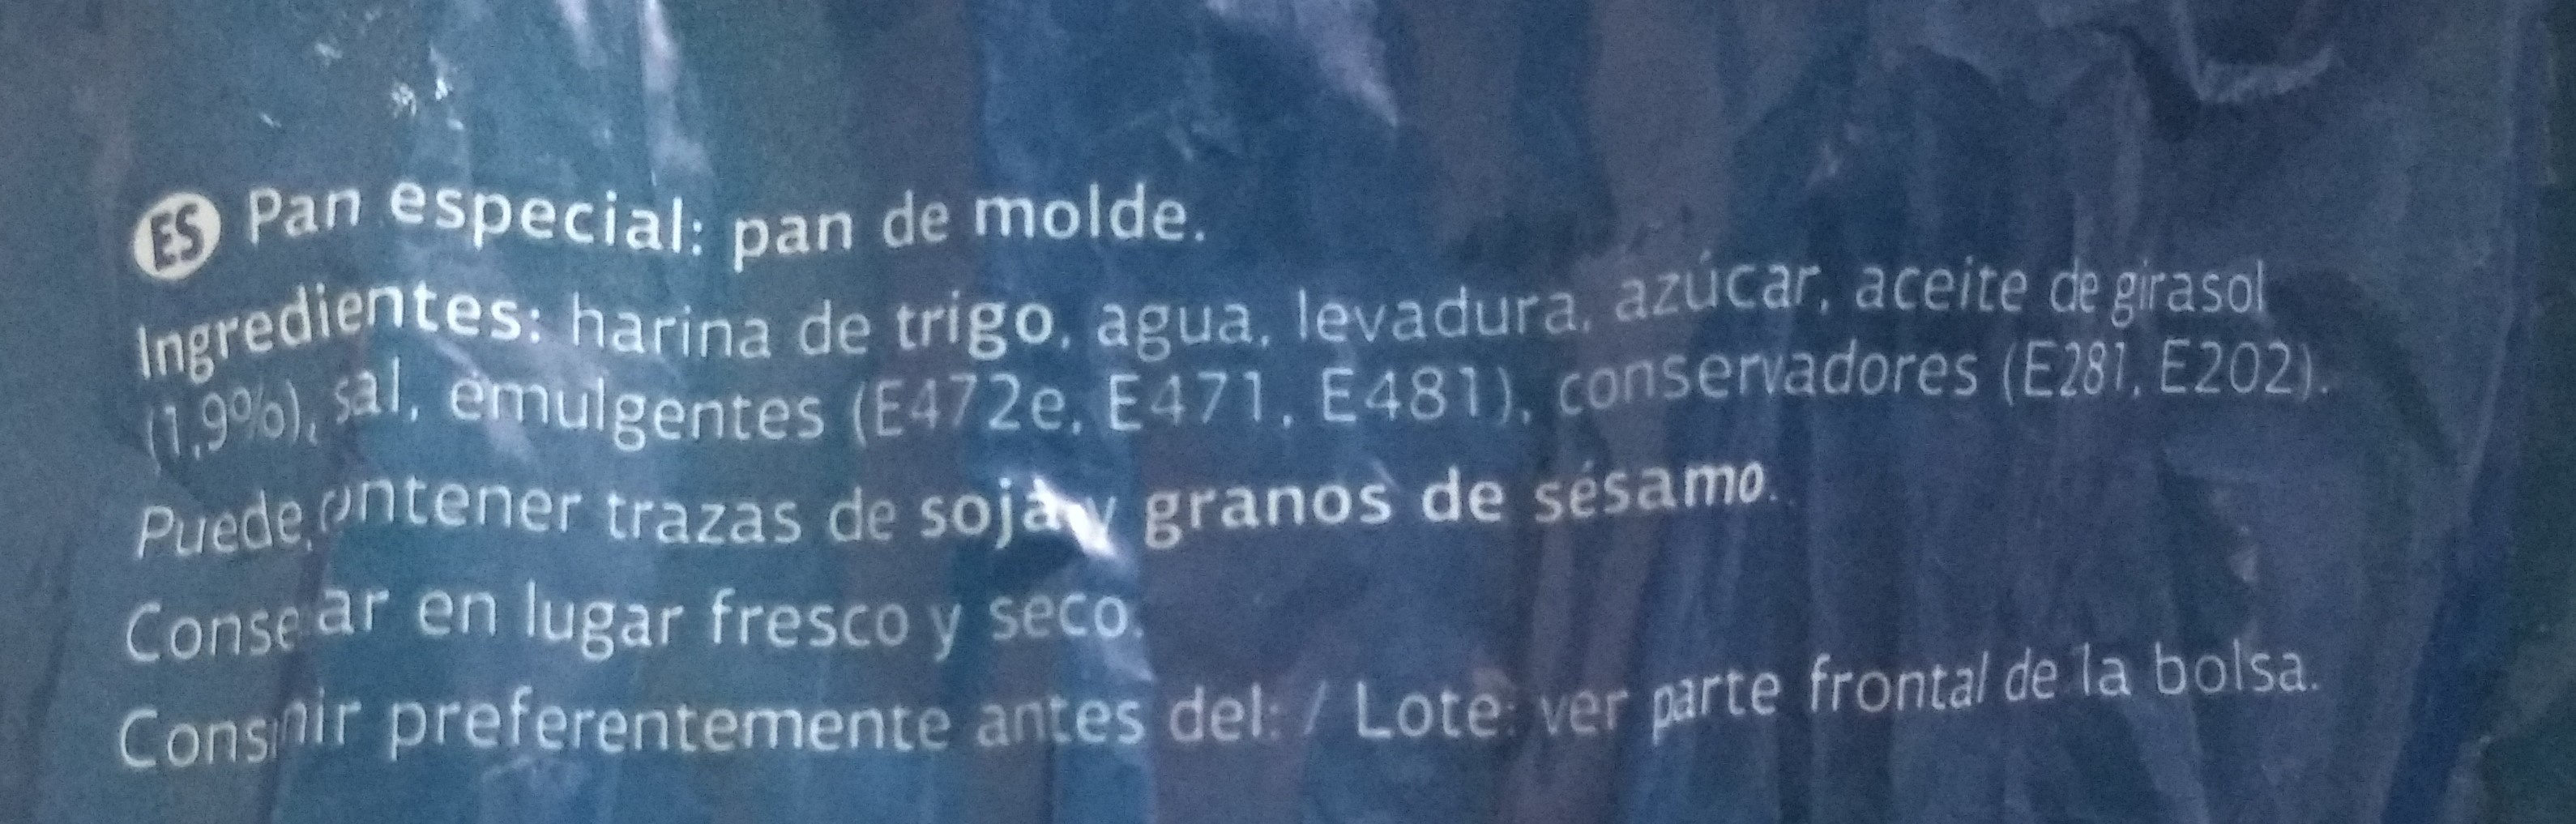 ES Pan especial: pan de molde.
Ingredientes: harina de trigo, agua, levadura, azúcar, aceite de girasol
(1,9%), sal, emulgentes (E472e, E471, E481), conservadores (E281, E202).
Puede contener trazas de soja y granos de sésamo.
Conservar en lugar fresco y seco.
Consumir preferentemente antes del: / Lote: ver parte frontal de la bolsa.